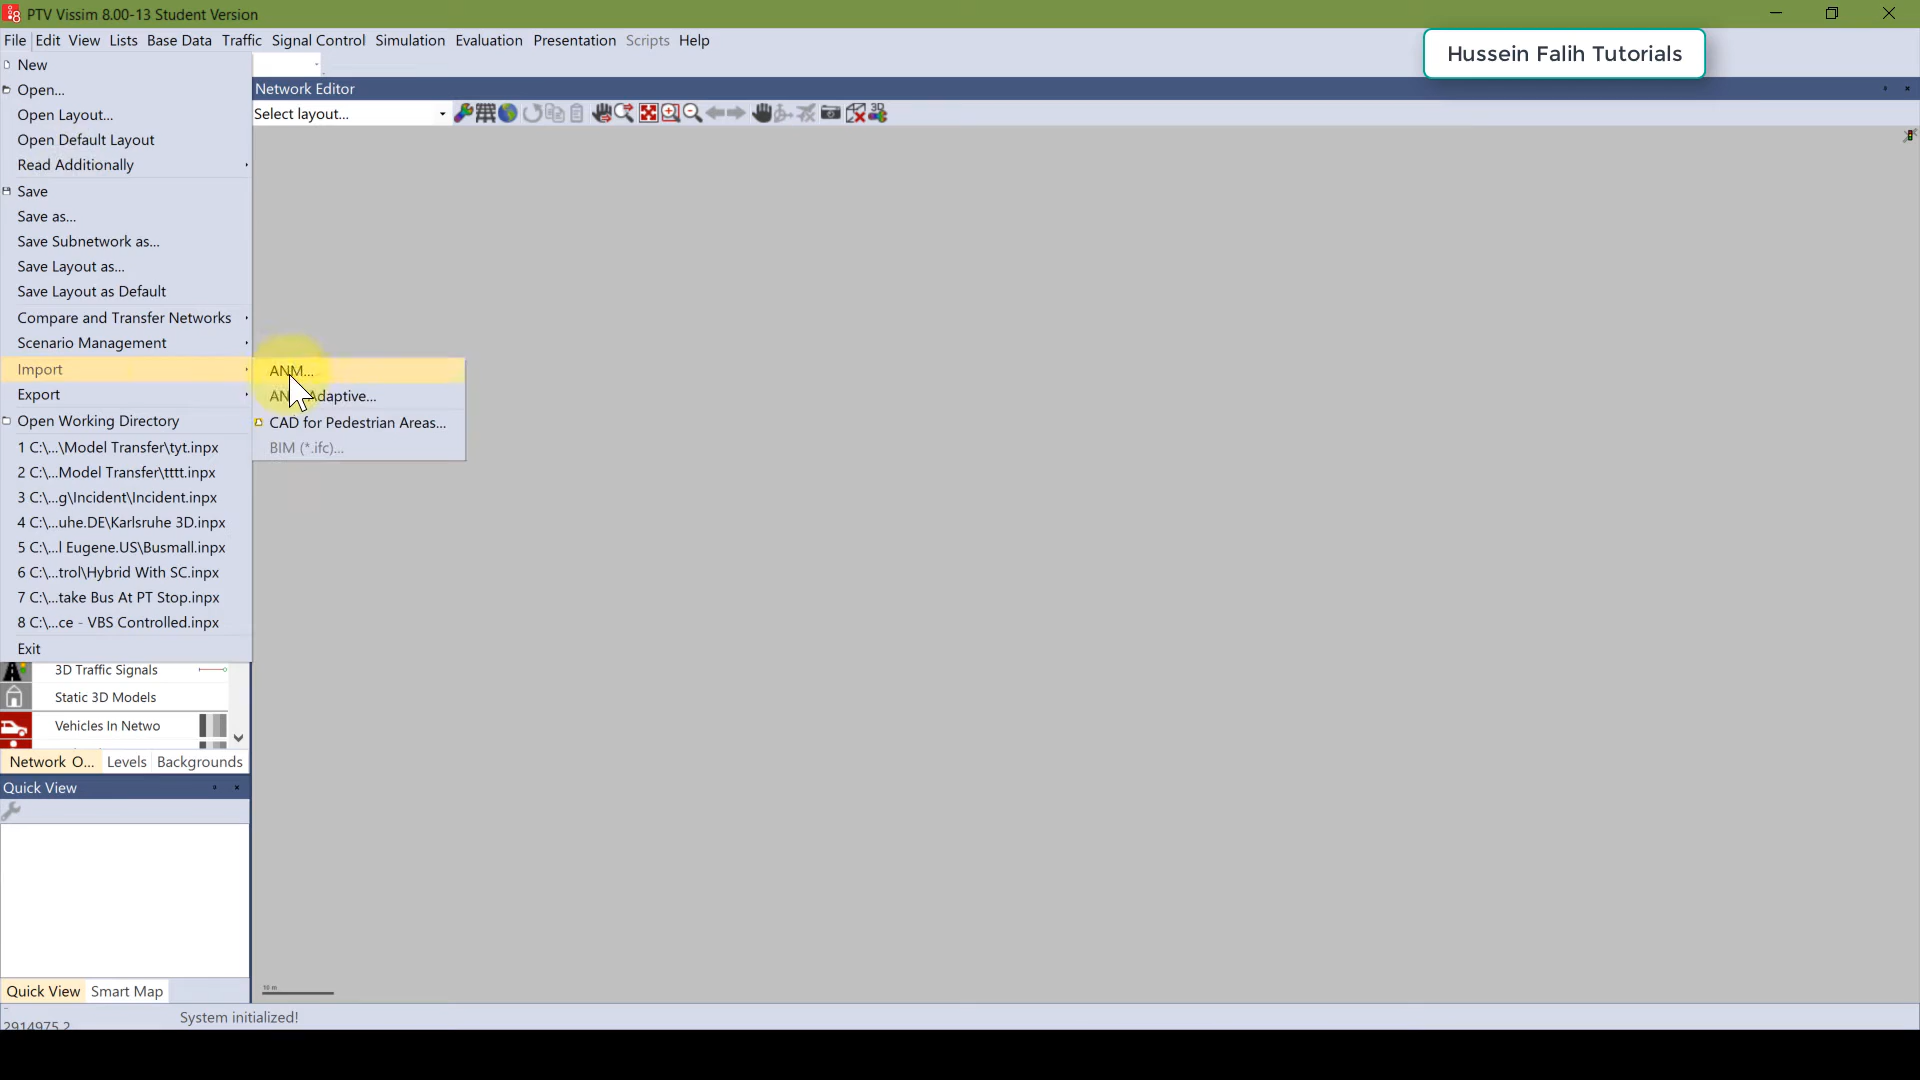 PTV Vissim 8.00-13 Student Version
File Edit View Lists Base Data Traffic Signal Control Simulation Evaluation Presentation Scripts Help
Hussein Falih Tutorials
New
Open...
Open Layout...
Open Default Layout
Read Additionally
Save
Save as...
Save Subnetwork as...
Save Layout as...
Save Layout as Default
Compare and Transfer Networks
Scenario Management
Import
Export
Open Working Directory
1 C:\...\Model Transfer\tyt.inpx
2 C:\...Model Transfer\tttt.inpx
3 C:\...g\Incident\Incident.inpx
4 C:\...uhe.DE\Karlsruhe 3D.inpx
5 C:\...l Eugene.US\Busmall.inpx
6 C:\...trol\Hybrid With SC.inpx
7 C:\...take Bus At PT Stop.inpx
8 C:\...ce - VBS Controlled.inpx
Exit
ANM...
Adaptive...
CAD for Pedestrian Areas...
BIM (*.ifc)...
Network Editor
Select layout...
3D
3D Traffic Signals
Static 3D Models
Vehicles In Netwo
Network O... Levels Backgrounds
Quick View
Quick View Smart Map
10 m
System initialized!